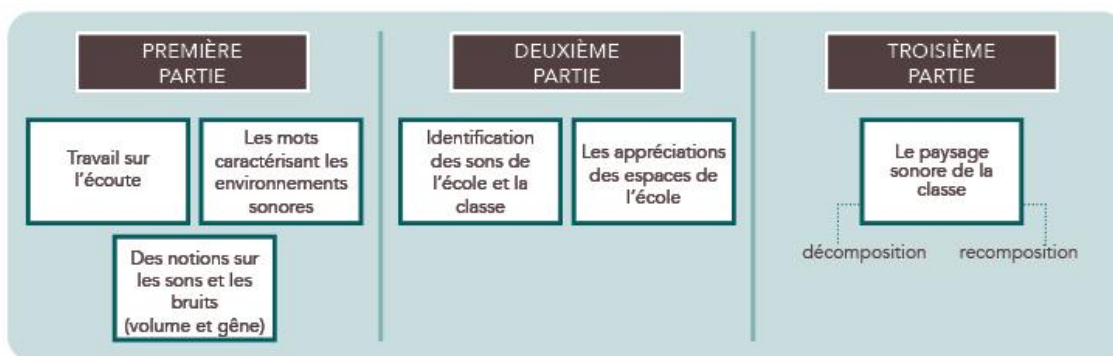 PREMIÈRE
PARTIE
Travail sur
l'écoute
Les mots
caractérisant les
environnements
sonores
Des notions sur
les sons et les
bruits
(volume et gêne)
DEUXIÈME
PARTIE
Identification
des sons de
l'école et la
classe
Les appréciations
des espaces de
l'école
TROISIÈME
PARTIE
Le paysage
sonore de la
classe
décomposition
recomposition